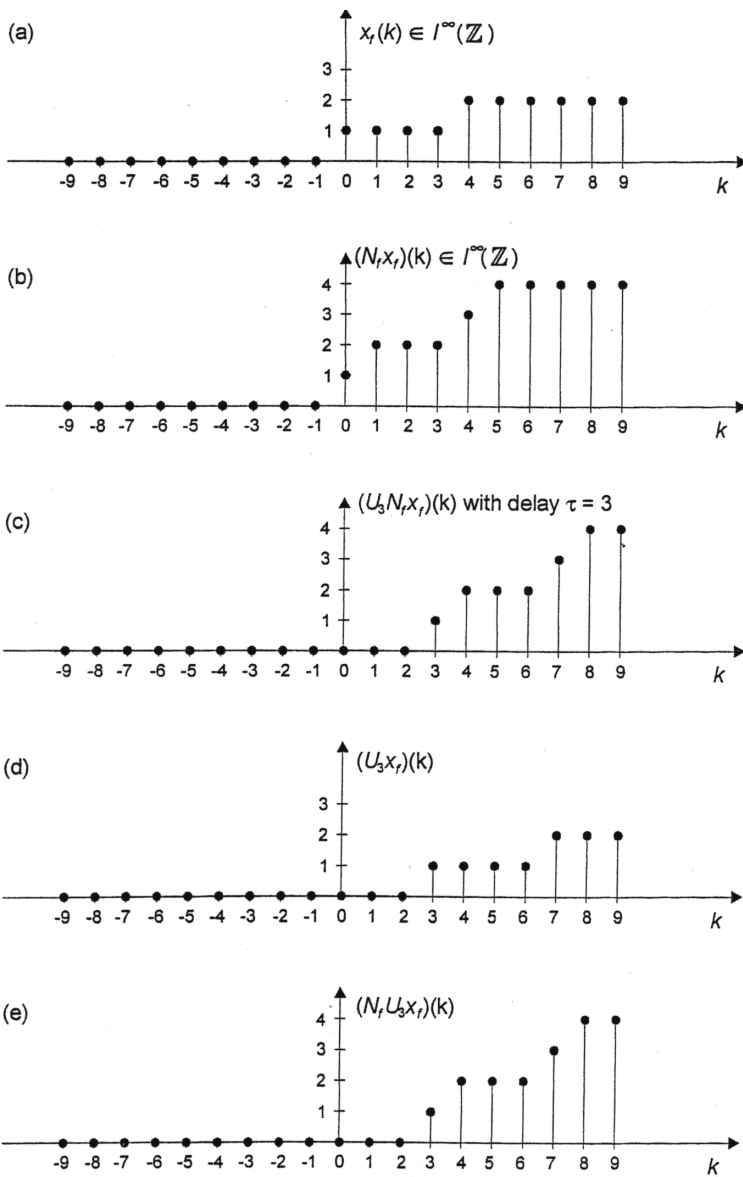 (a)
x_f(k) ∈ l^∞(ℤ)
3
2
1
-9 -8 -7 -6 -5 -4 -3 -2 -1 0 1 2 3 4 5 6 7 8 9 k
(b)
(N_f x_f)(k) ∈ l^∞(ℤ)
4
3
2
1
-9 -8 -7 -6 -5 -4 -3 -2 -1 0 1 2 3 4 5 6 7 8 9 k
(c)
(U_3 N_f x_f)(k) with delay τ = 3
4
3
2
1
-9 -8 -7 -6 -5 -4 -3 -2 -1 0 1 2 3 4 5 6 7 8 9 k
(d)
(U_3 x_f)(k)
3
2
1
-9 -8 -7 -6 -5 -4 -3 -2 -1 0 1 2 3 4 5 6 7 8 9 k
(e)
(N_f U_3 x_f)(k)
4
3
2
1
-9 -8 -7 -6 -5 -4 -3 -2 -1 0 1 2 3 4 5 6 7 8 9 k